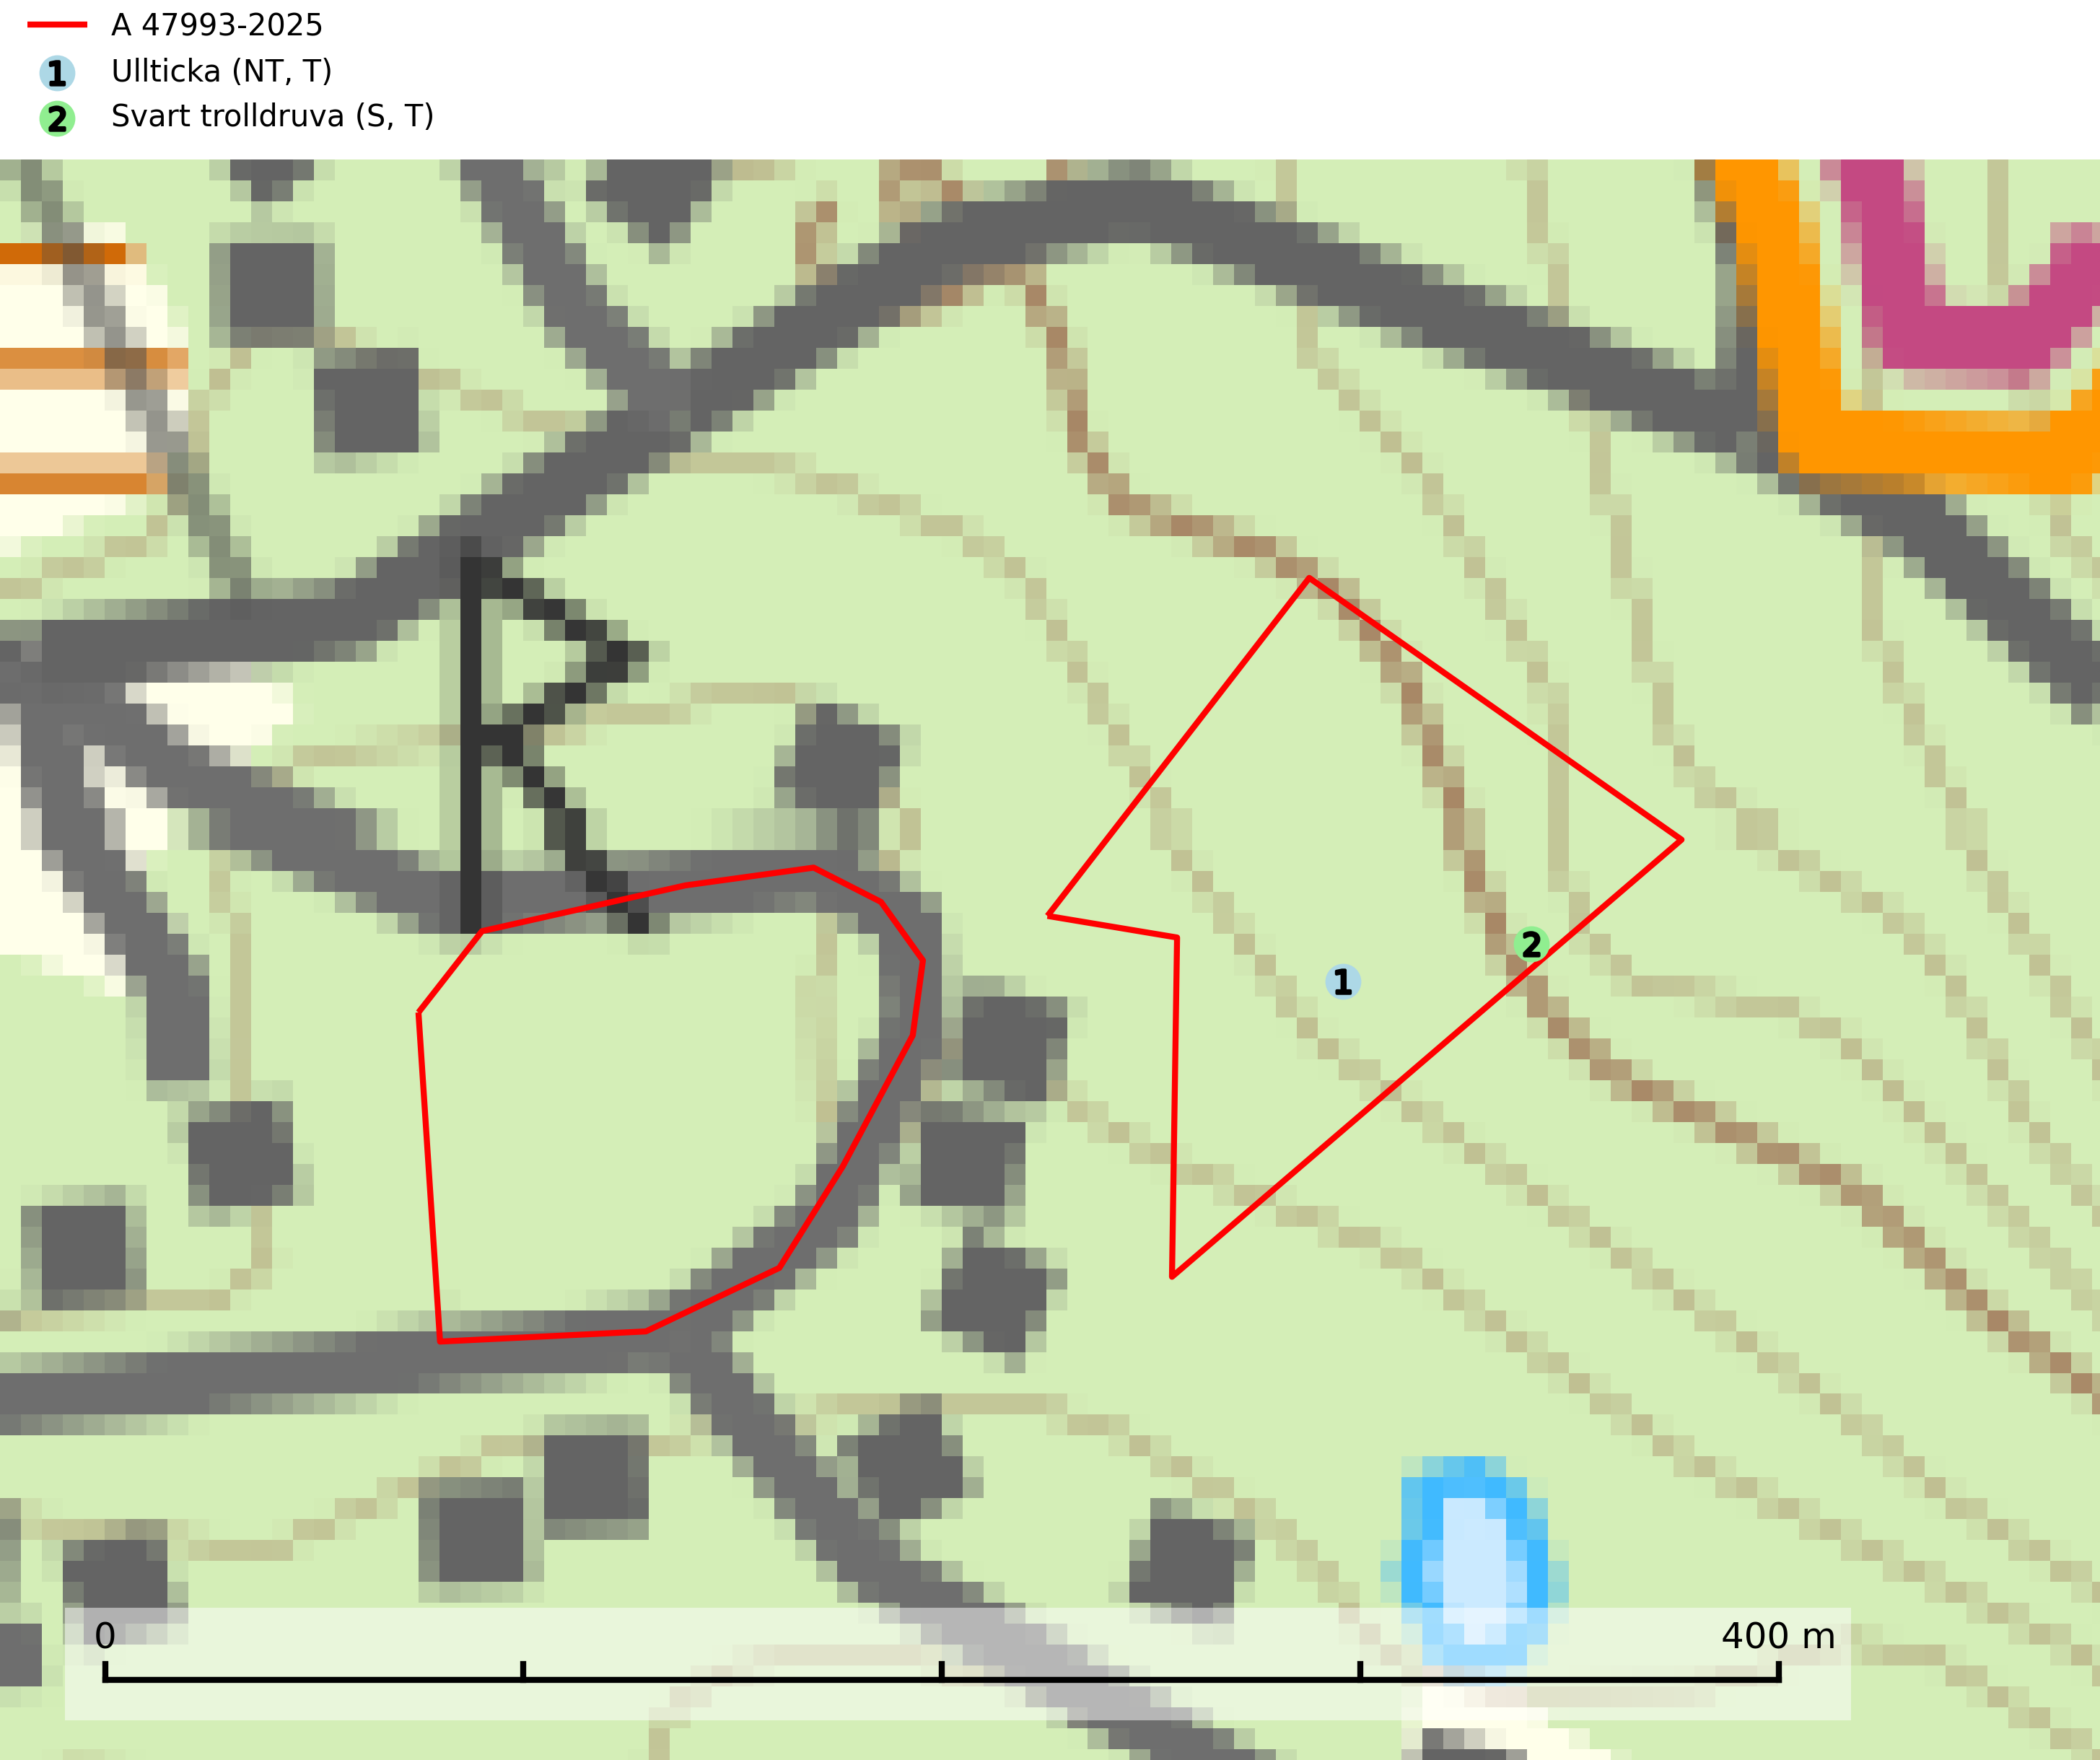 A 47993-2025
1 Ullticka (NT, T)
2 Svart trolldruva (S, T)
2
1
0 400 m